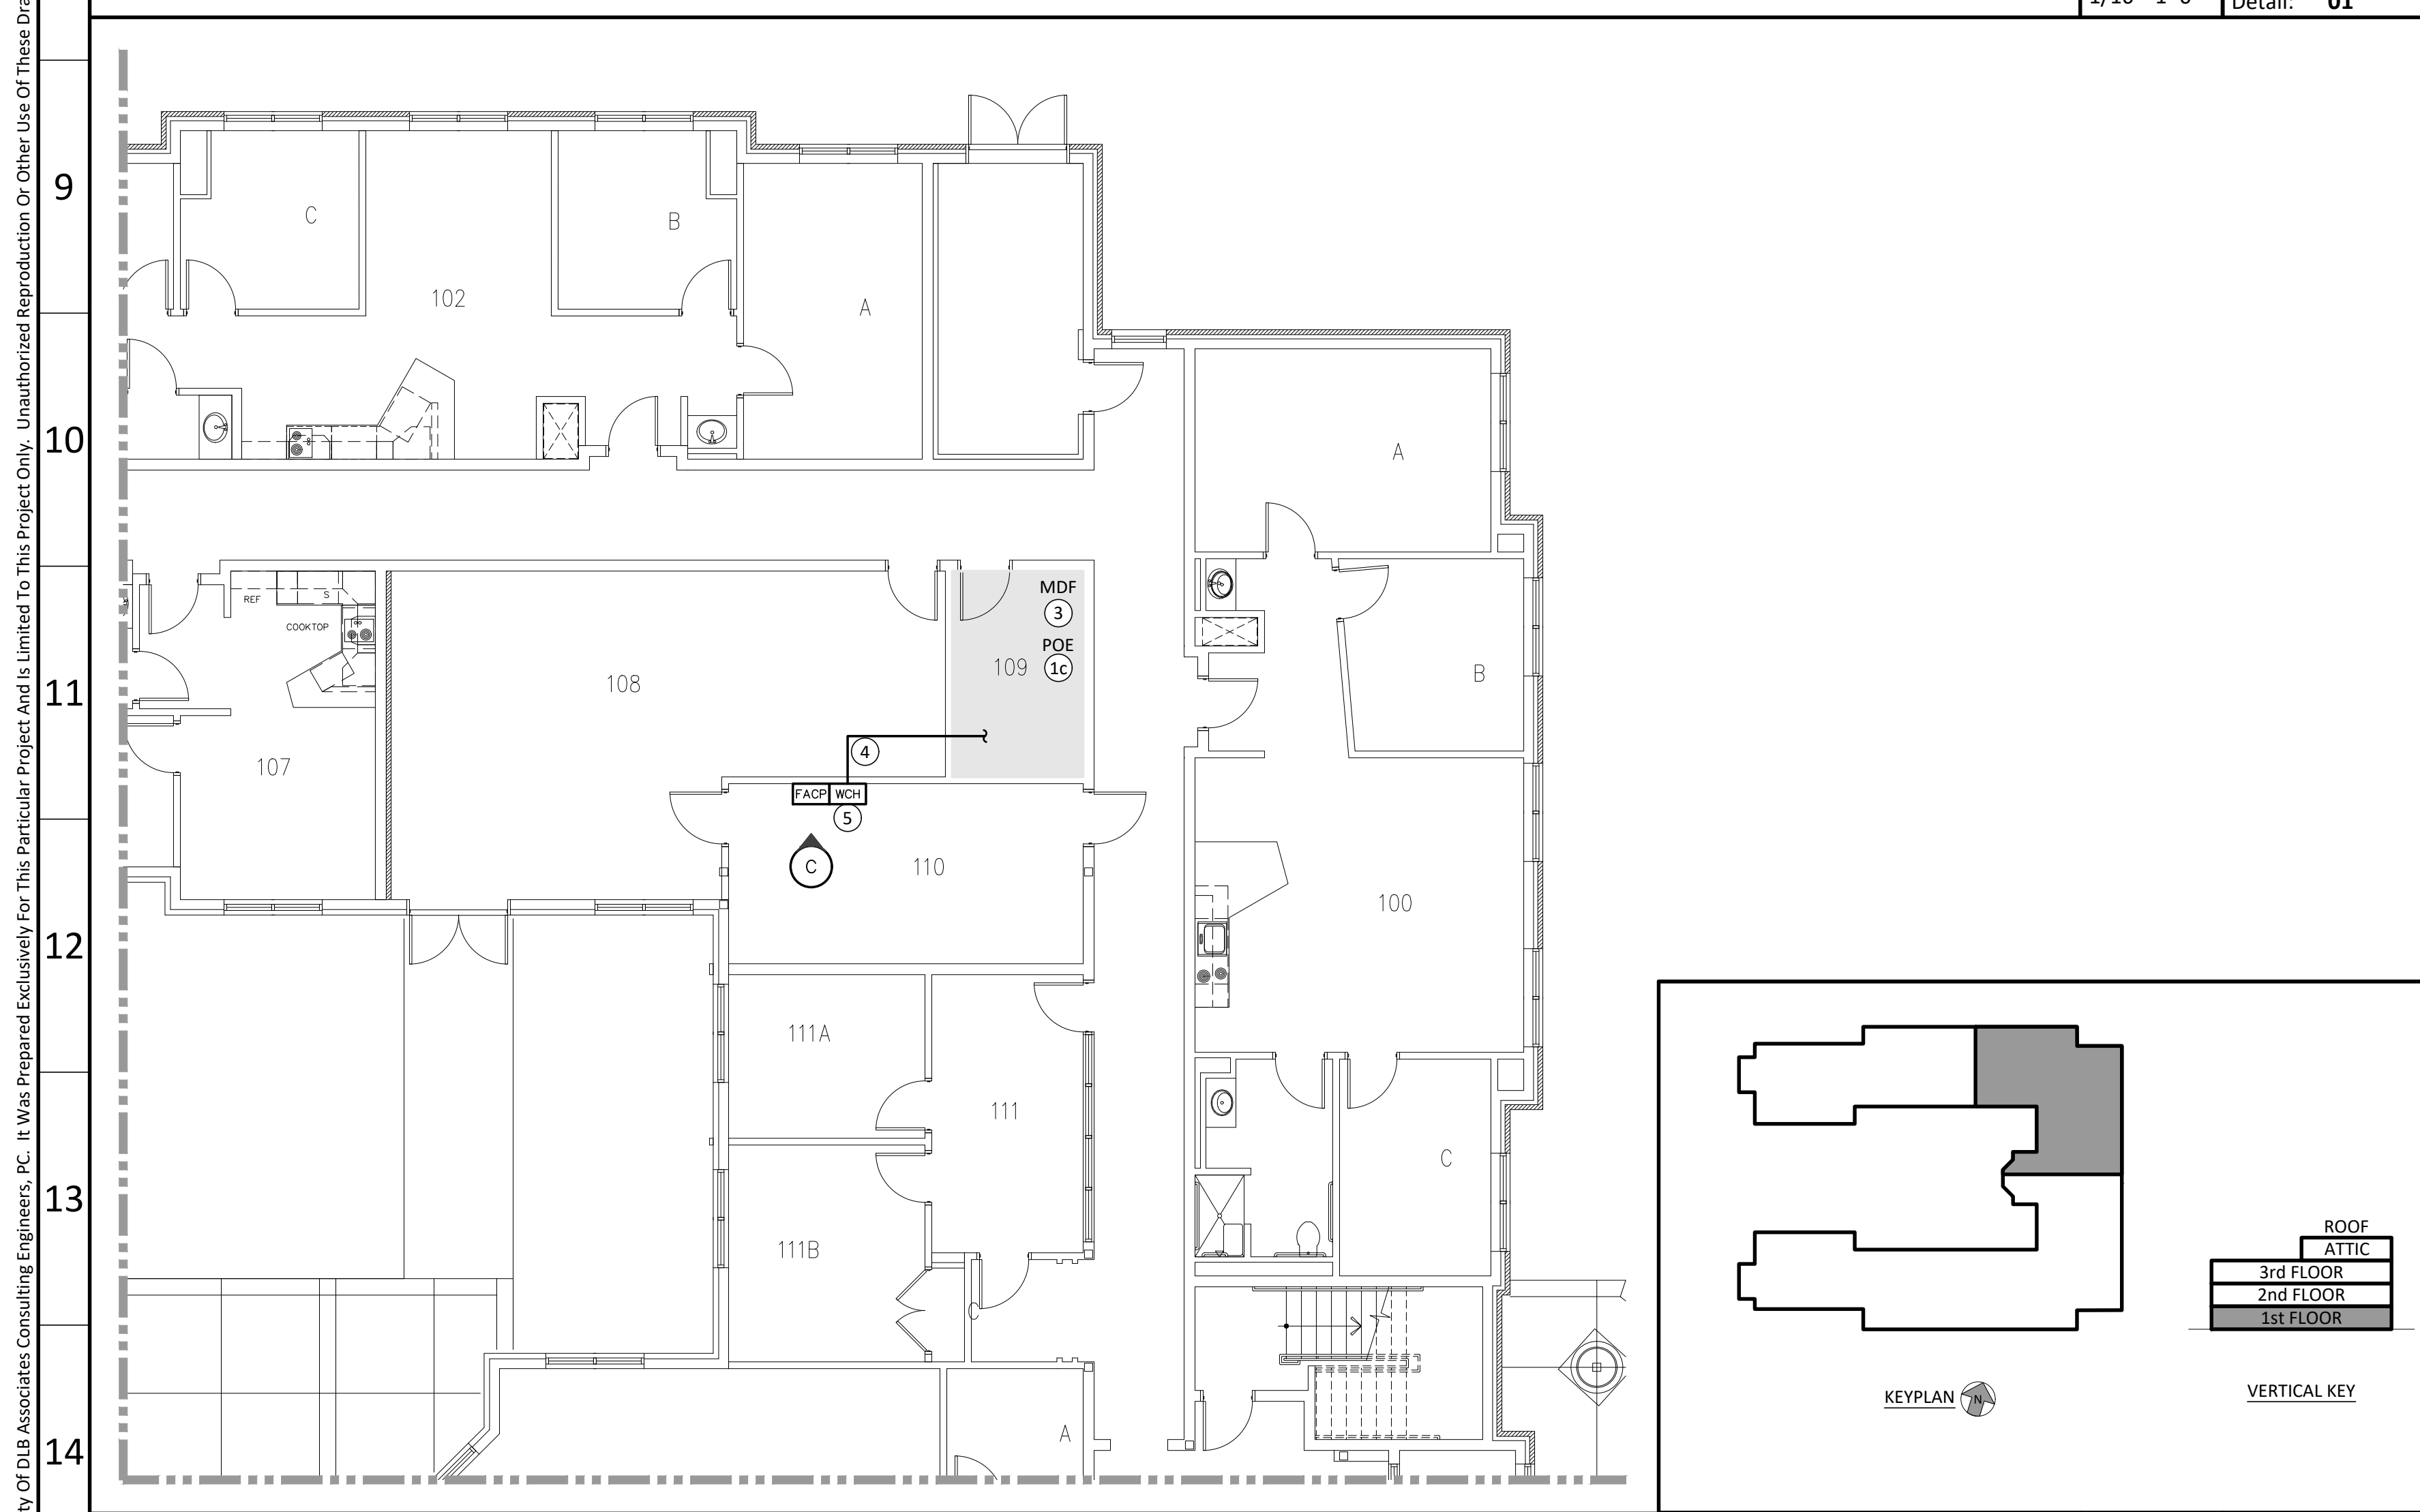 Detail: 01
ty Of DLB Associates Consulting Engineers, PC. It Was Prepared Exclusively For This Particular Project And Is Limited To This Project Only. Unauthorized Reproduction Or Other Use Of These Dra
9
10
11
12
13
14
C
B
102
A
A
MDF
3
POE
1c
109
REF
S
COOKTOP
108
B
107
4
FACP WCH
5
C
110
100
111A
111
111B
C
C
A
ROOF
ATTIC
3rd FLOOR
2nd FLOOR
1st FLOOR
KEYPLAN N
VERTICAL KEY